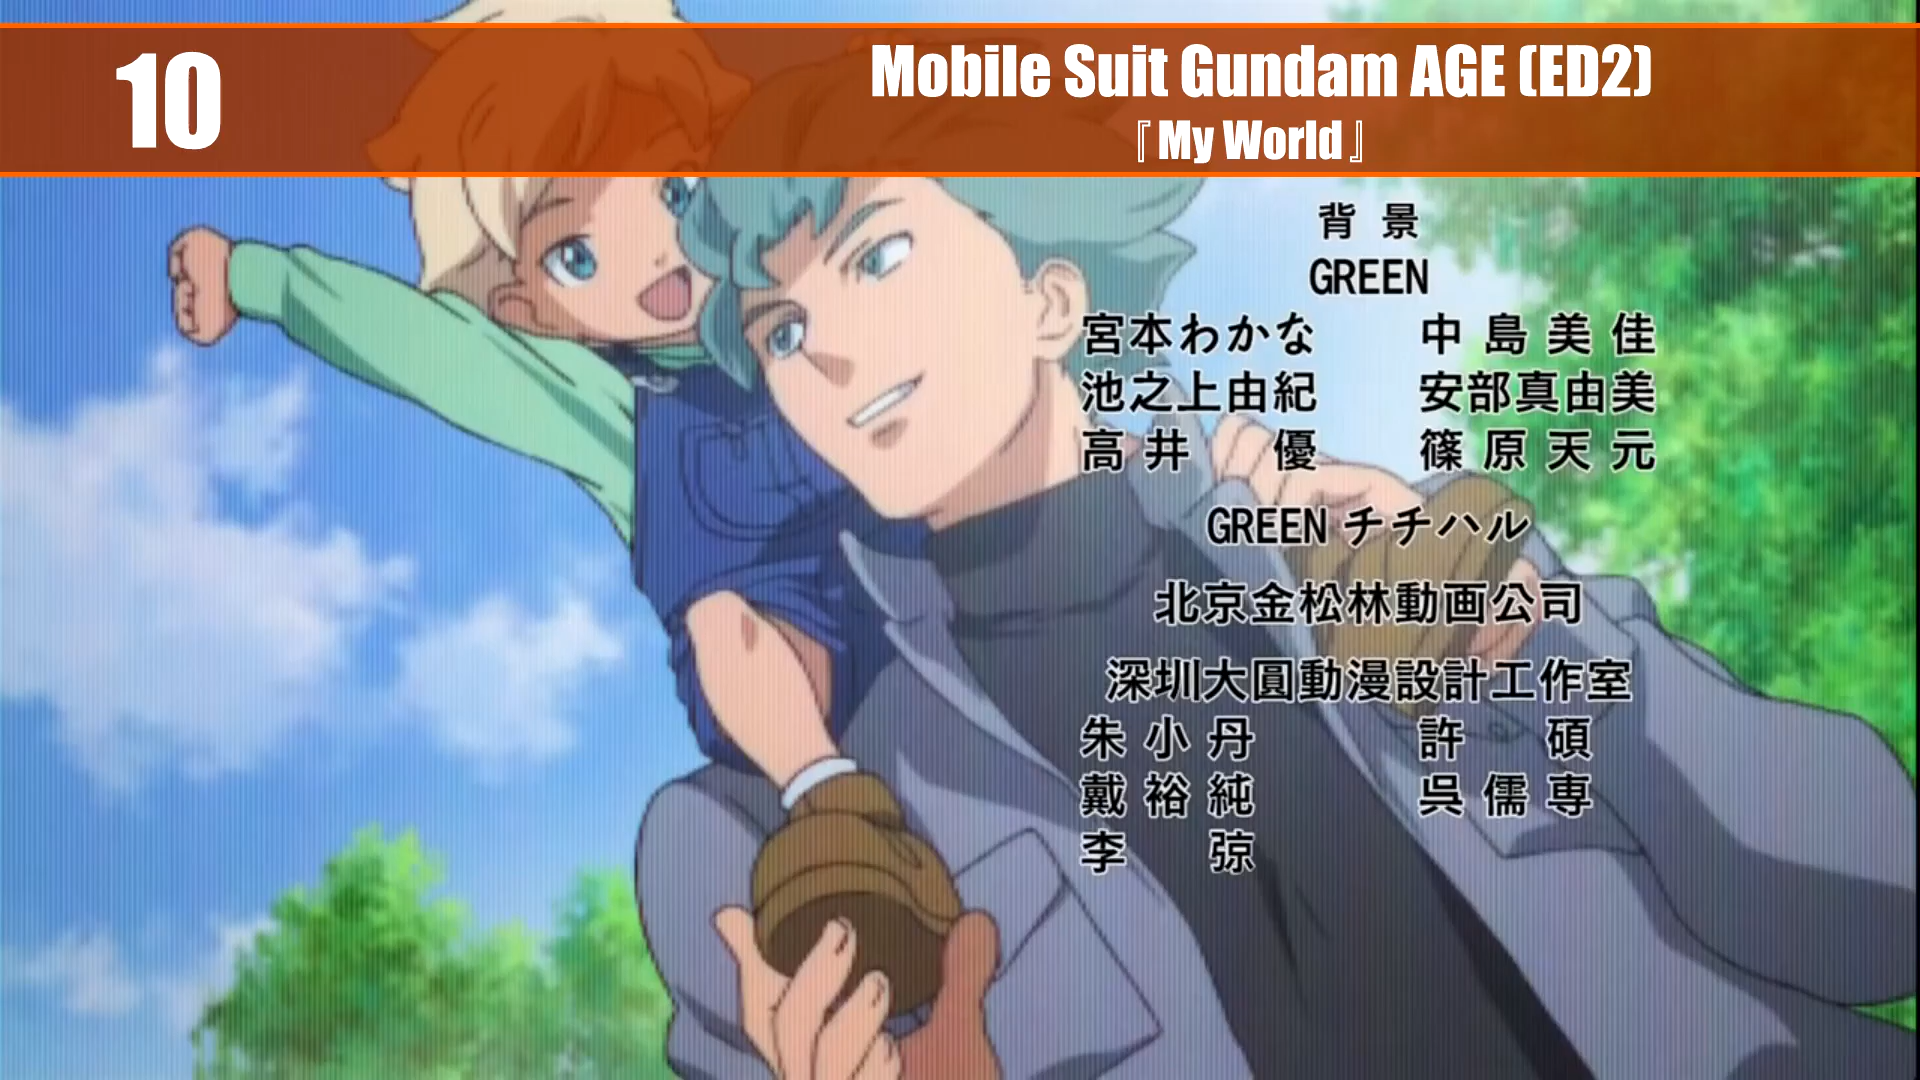 10
Mobile Suit Gundam AGE (ED2)
『My World』
背景
GREEN
宮本わかな 中島美佳
池之上由紀 安部真由美
高井 優 篠原天元
GREEN チチハル
北京金松林動画公司
深圳大圓動漫設計工作室
朱小丹 許 碩
戴裕純 呉儒専
李 弶